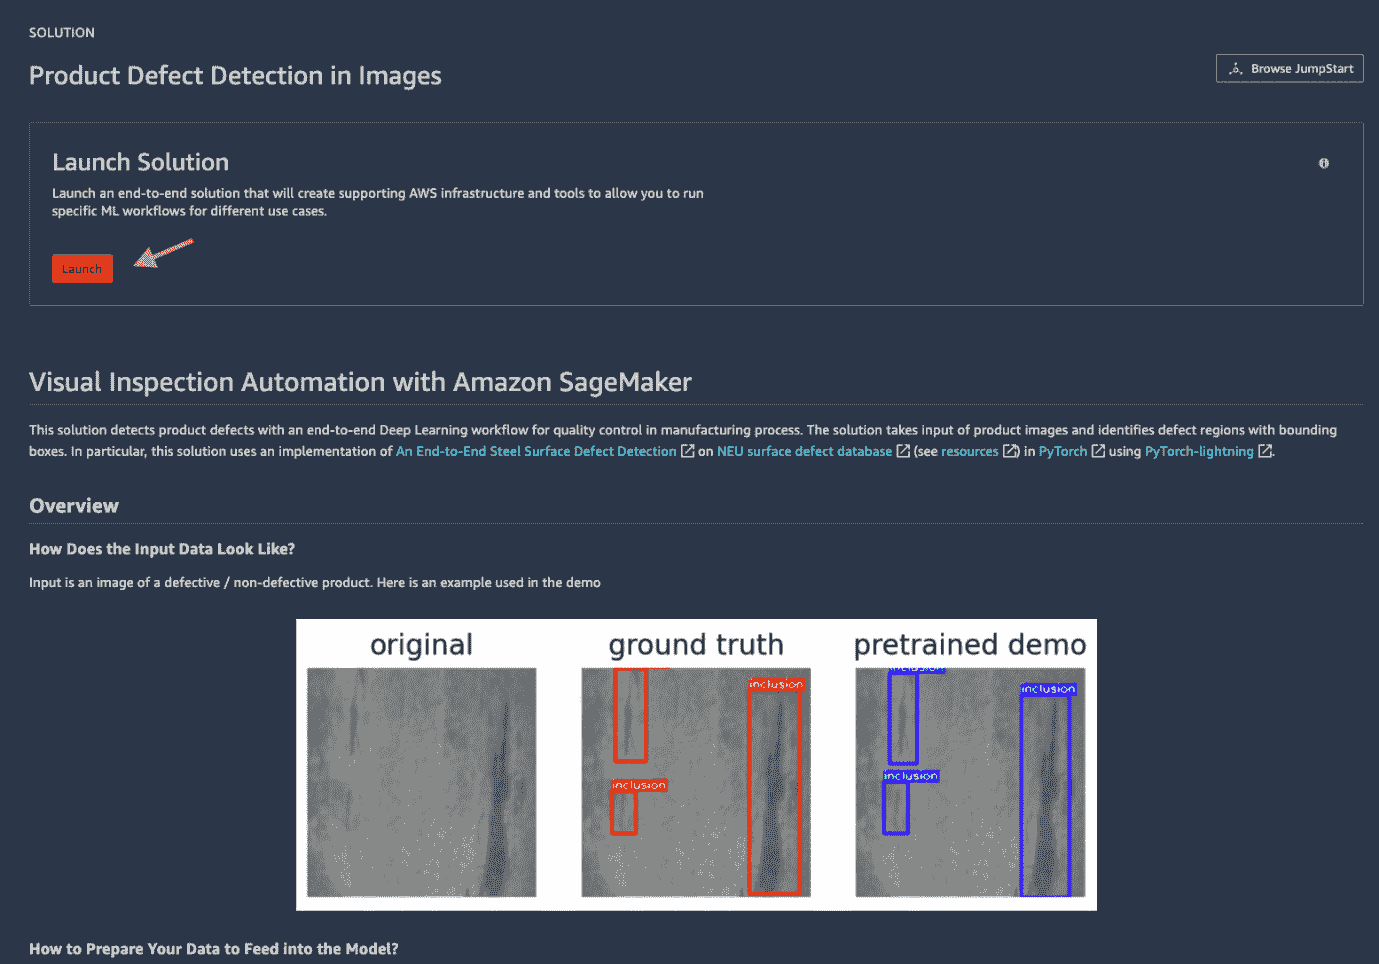 SOLUTION
Product Defect Detection in Images
Browse JumpStart
Launch Solution
Launch an end-to-end solution that will create supporting AWS infrastructure and tools to allow you to run
specific ML workflows for different use cases.
Launch
Visual Inspection Automation with Amazon SageMaker
This solution detects product defects with an end-to-end Deep Learning workflow for quality control in manufacturing process. The solution takes input of product images and identifies defect regions with bounding
boxes. In particular, this solution uses an implementation of An End-to-End Steel Surface Defect Detection on NEU surface defect database (see resources) in PyTorch using PyTorch-lightning.
Overview
How Does the Input Data Look Like?
Input is an image of a defective / non-defective product. Here is an example used in the demo
original
ground truth
pretrained demo
inclusion
inclusion
inclusion
inclusion
inclusion
How to Prepare Your Data to Feed into the Model?